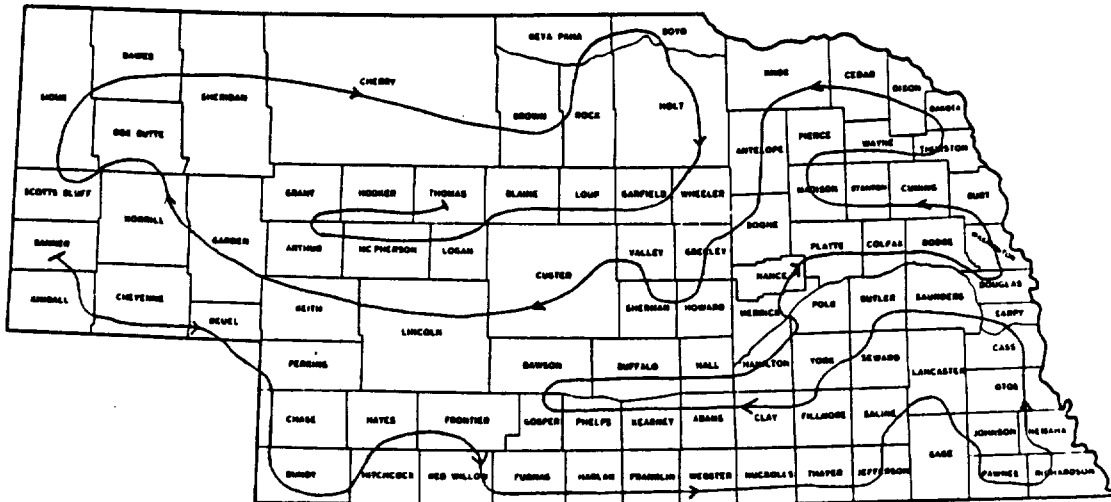 KEYA PAHA
BOYD
DAWES
CHERRY
KNOX
CEDAR
DIXON
SIOUX
SHERIDAN
DAKOTA
BROWN
ROCK
HOLT
BOX BUTTE
PIERCE
WAYNE
THURSTON
ANTELOPE
SCOTTS BLUFF
GRANT
HOOKER
THOMAS
BLAINE
LOUP
GARFIELD
WHEELER
MADISON
STANTON
CUMING
BURT
MORRILL
BOONE
BANNER
GARDEN
ARTHUR
MC PHERSON
LOGAN
VALLEY
GREELEY
PLATTE
COLFAX
DODGE
WASHINGTON
CUSTER
NANCE
DOUGLAS
KIMBALL
CHEYENNE
DEUEL
KEITH
LINCOLN
SHERMAN
HOWARD
MERRICK
POLK
BUTLER
SAUNDERS
SARPY
CASS
PERKINS
DAWSON
BUFFALO
HALL
HAMILTON
YORK
SEWARD
LANCASTER
OTOE
CHASE
HAYES
FRONTIER
GOSPER
PHELPS
KEARNEY
ADAMS
CLAY
FILLMORE
SALINE
JOHNSON
NEMAHA
GAGE
DUNDY
HITCHCOCK
RED WILLOW
FURNAS
HARLAN
FRANKLIN
WEBSTER
NUCKOLLS
THAYER
JEFFERSON
PAWNEE
RICHARDSON